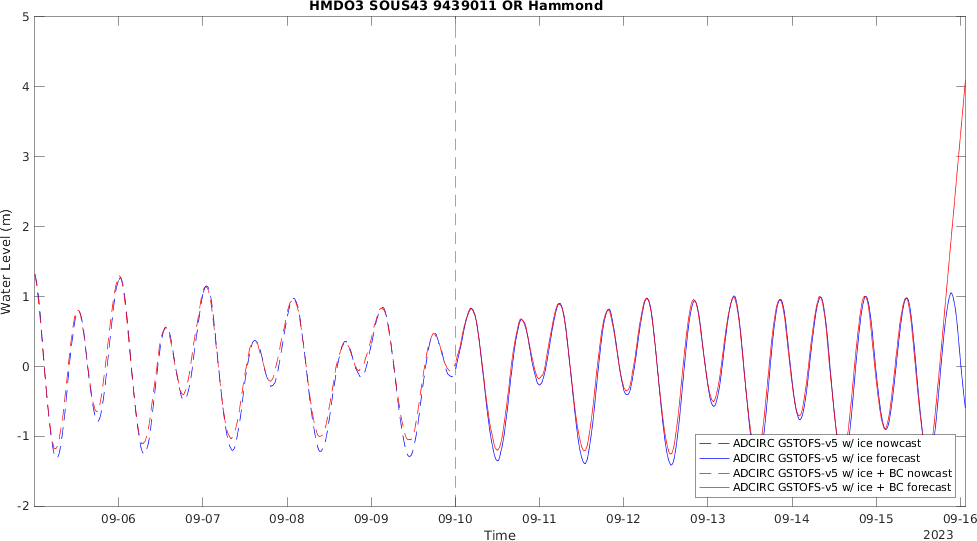 HMDO3 SOUS43 9439011 OR Hammond
5
4
3
2
1
0
-1
-2
Water Level (m)
09-06 09-07 09-08 09-09 09-10 09-11 09-12 09-13 09-14 09-15 09-16
Time
2023
ADCIRC GSTOFS-v5 w/ ice nowcast
ADCIRC GSTOFS-v5 w/ ice forecast
ADCIRC GSTOFS-v5 w/ ice + BC nowcast
ADCIRC GSTOFS-v5 w/ ice + BC forecast